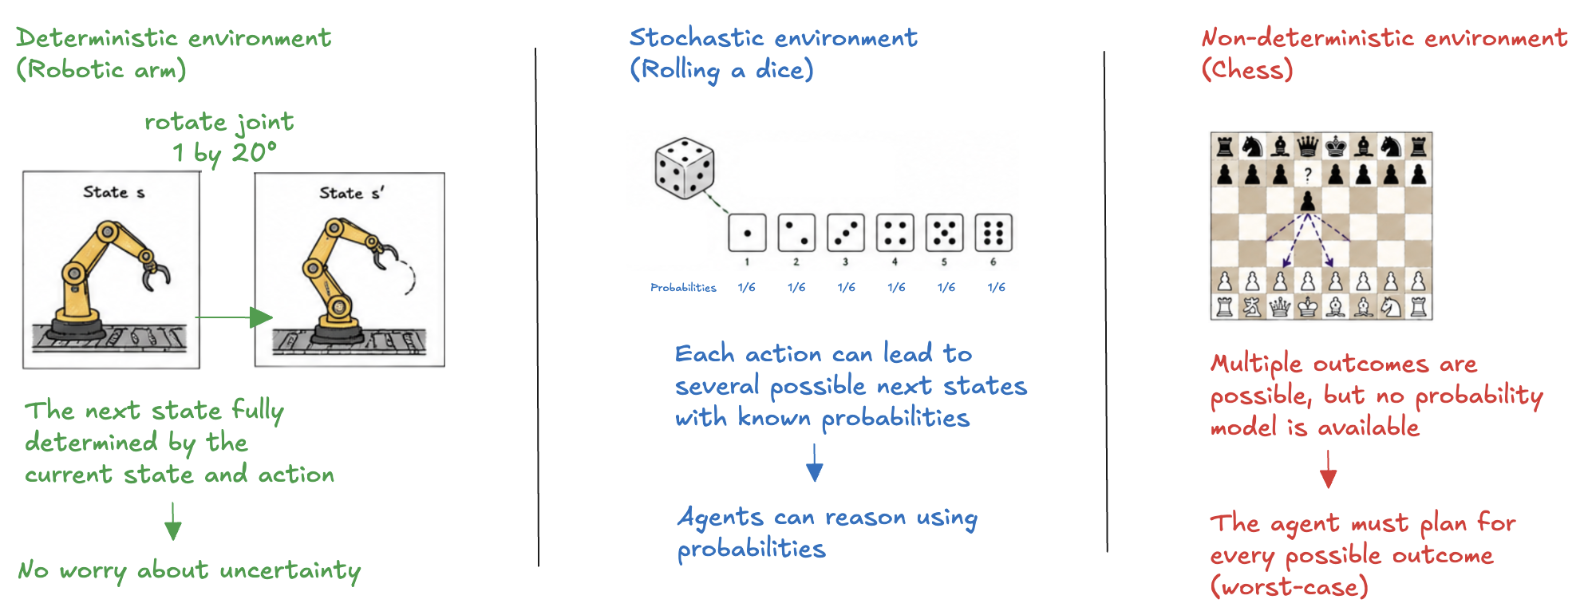 Deterministic environment
(Robotic arm)
rotate joint
1 by 20°
State s
State s'
The next state fully
determined by the
current state and action
No worry about uncertainty
Stochastic environment
(Rolling a dice)
1 2 3 4 5 6
Probabilities 1/6 1/6 1/6 1/6 1/6 1/6
Each action can lead to
several possible next states
with known probabilities
Agents can reason using
probabilities
Non-deterministic environment
(Chess)
?
Multiple outcomes are
possible, but no probability
model is available
The agent must plan for
every possible outcome
(worst-case)